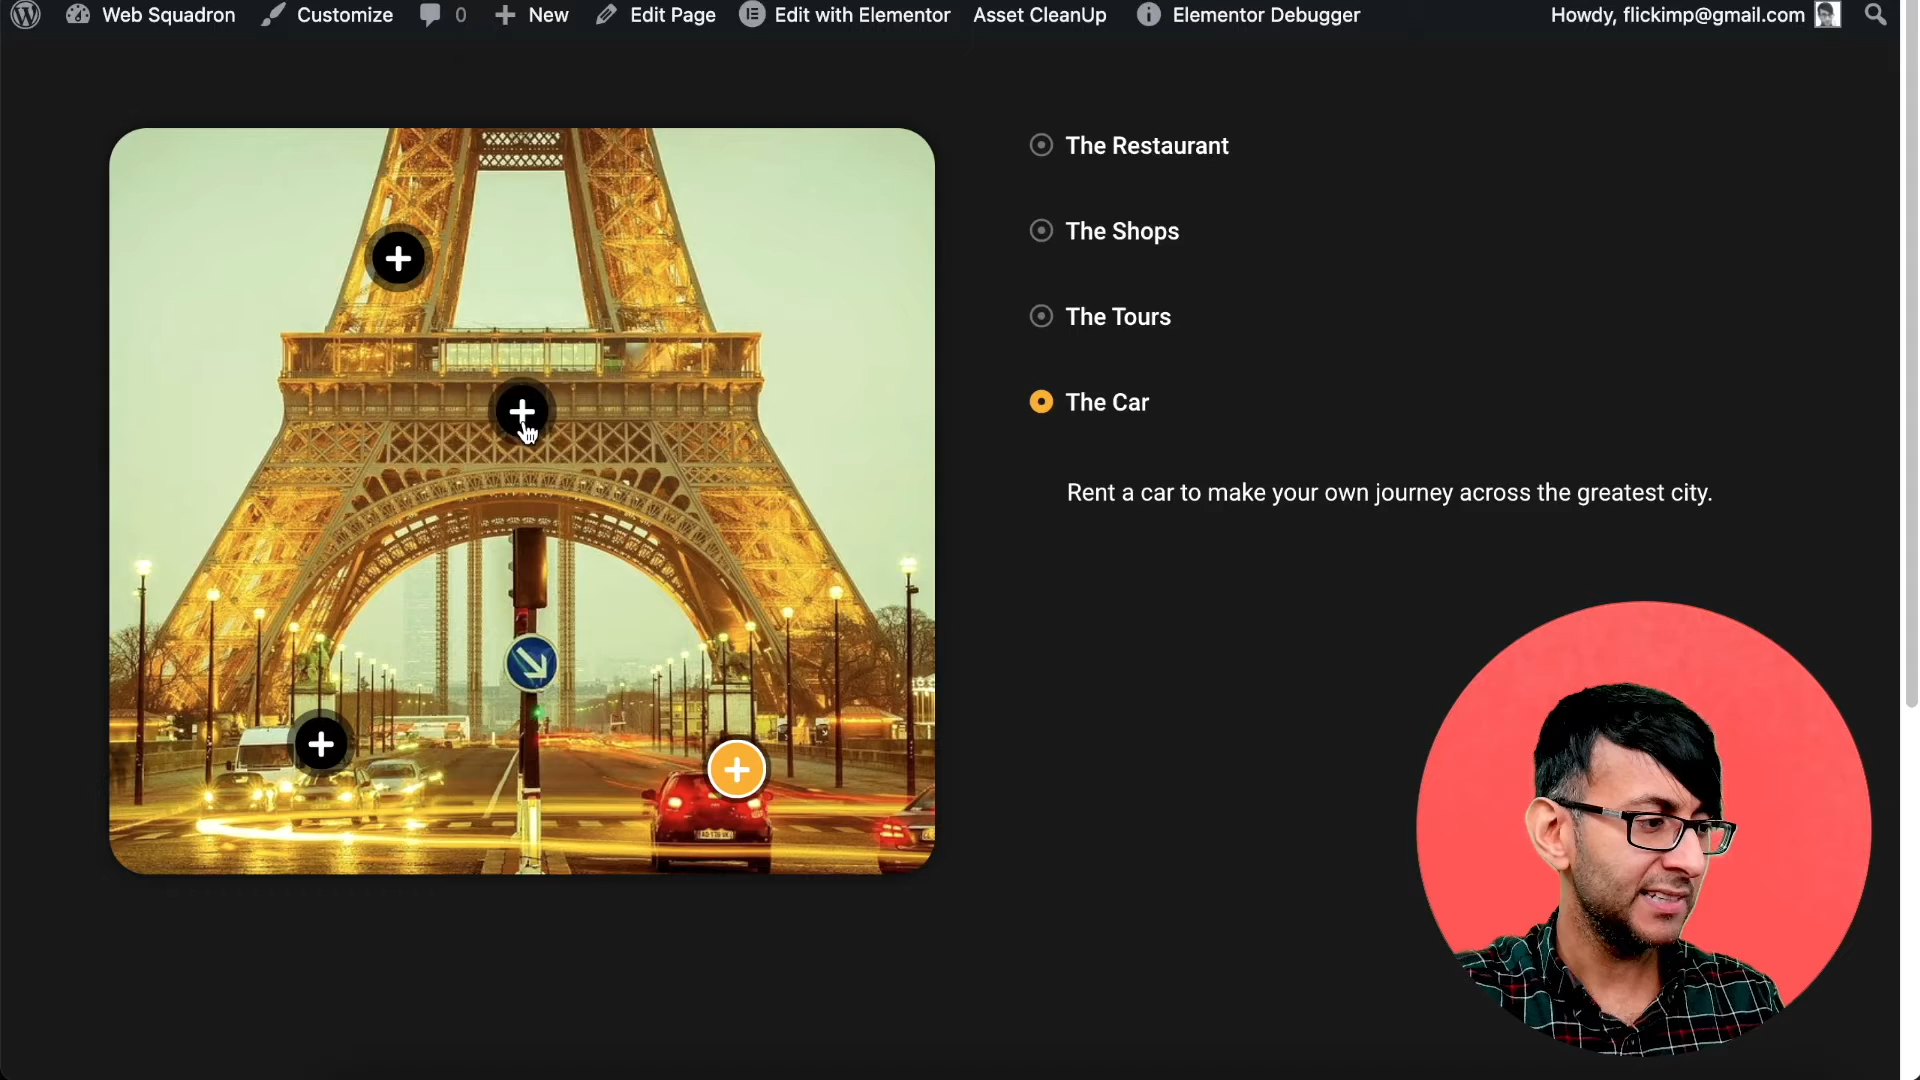 Web Squadron Customize 0 New Edit Page Edit with Elementor Asset CleanUp Elementor Debugger Howdy, flickimp@gmail.com
The Restaurant
The Shops
The Tours
The Car
Rent a car to make your own journey across the greatest city.